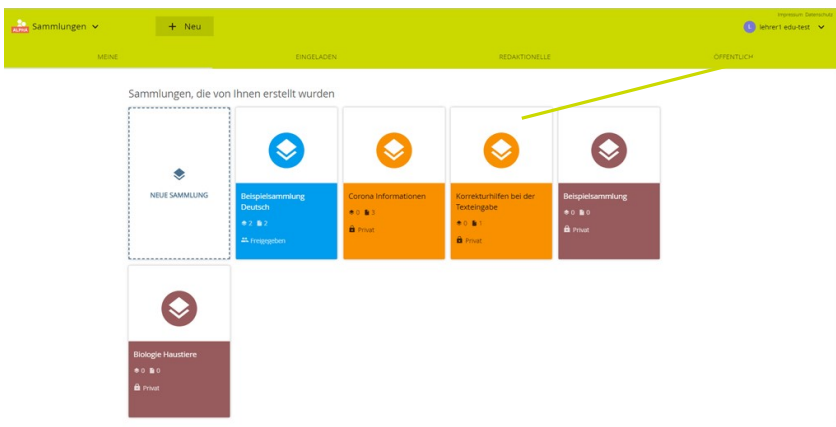 Impressum Datenschutz
ALPHA
Sammlungen
+ Neu
L
lehrer1 edu-test
MEINE
EINGELADEN
REDAKTIONELLE
ÖFFENTLICH
Sammlungen, die von Ihnen erstellt wurden
NEUE SAMMLUNG
Beispielsammlung
Deutsch
2 2
Freigegeben
Corona Informationen
0 3
Privat
Korrekturhilfen bei der
Texteingabe
0 1
Privat
Beispielsammlung
0 0
Privat
Biologie Haustiere
0 0
Privat